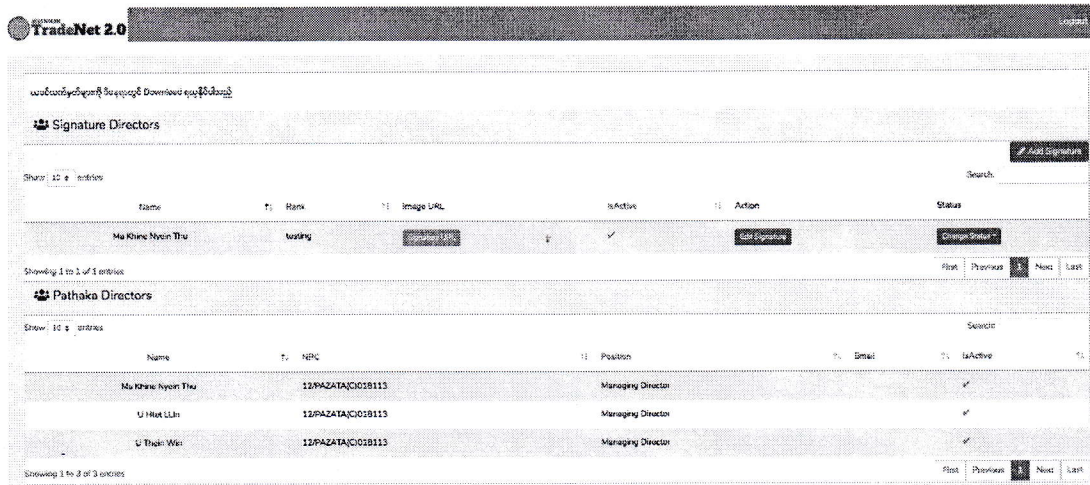 TradeNet 2.0
Logout
Signature Directors
Add Signature
Show 10 entries
Search:
Name Rank Image URL IsActive Action Status
Ma Khine Nyein Thu testing Edit Signature Change Status
Showing 1 to 1 of 1 entries
First Previous 1 Next Last
Pathaka Directors
Show 10 entries
Search:
Name NRC Position Email IsActive
Ma Khine Nyein Thu 12/PAZATA(C)018113 Managing Director
U Htet LLin 12/PAZATA(C)018113 Managing Director
U Thein Win 12/PAZATA(C)018113 Managing Director
Showing 1 to 3 of 3 entries
First Previous 1 Next Last